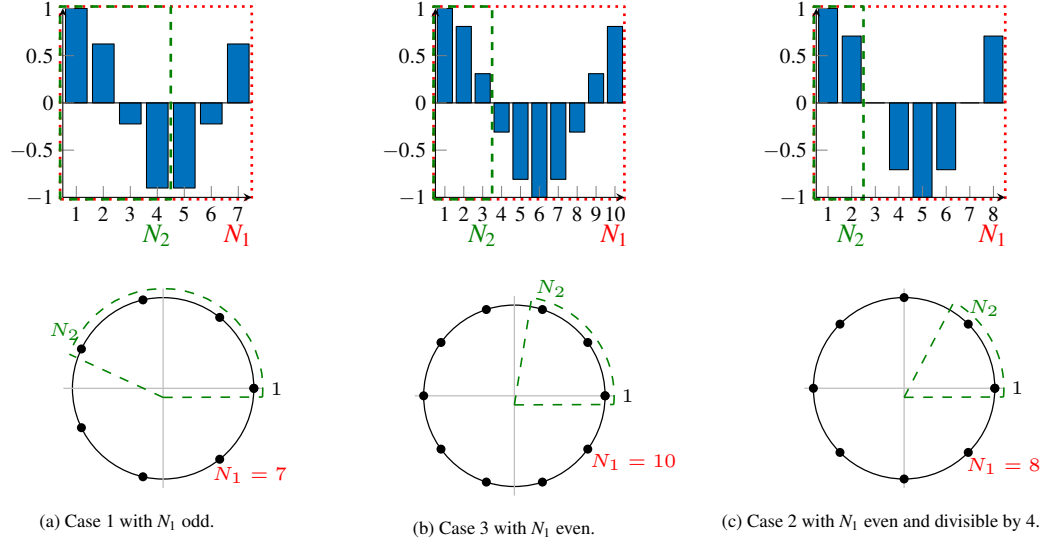 1
0.5
0
−0.5
−1
1 2 3 4 5 6 7
N2 N1
1
0.5
0
−0.5
−1
1 2 3 4 5 6 7 8 9 10
N2 N1
1
0.5
0
−0.5
−1
1 2 3 4 5 6 7 8
N2 N1
N2
1
N1 = 7
N2
1
N1 = 10
N2
1
N1 = 8
(a) Case 1 with N1 odd.
(b) Case 3 with N1 even.
(c) Case 2 with N1 even and divisible by 4.